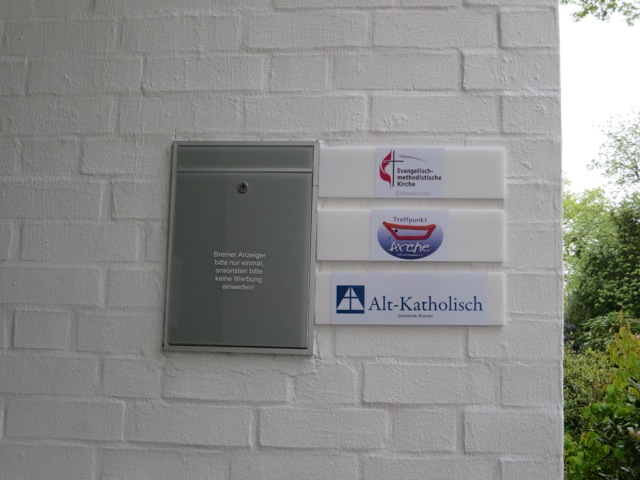 Bremer Anzeiger
bitte nur einmal,
ansonsten bitte
keine Werbung
einwerfen!
Evangelisch-
methodistische
Kirche
Erlöserkirche
Treffpunkt
Arche
Alt-Katholisch
Gemeinde Bremen